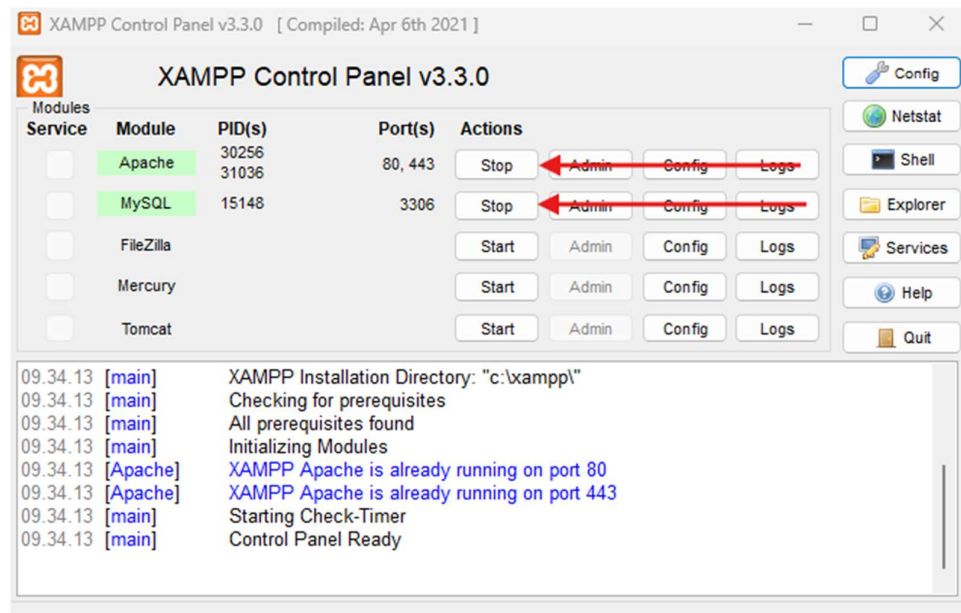 XAMPP Control Panel v3.3.0 [ Compiled: Apr 6th 2021 ]
XAMPP Control Panel v3.3.0
Config
Modules
Service Module PID(s) Port(s) Actions
Netstat
Apache 30256 31036 80, 443 Stop Admin Config Logs
Shell
MySQL 15148 3306 Stop Admin Config Logs
Explorer
FileZilla Start Admin Config Logs
Services
Mercury Start Admin Config Logs
Help
Tomcat Start Admin Config Logs
Quit
09.34.13 [main] XAMPP Installation Directory: "c:\xampp\"
09.34.13 [main] Checking for prerequisites
09.34.13 [main] All prerequisites found
09.34.13 [main] Initializing Modules
09.34.13 [Apache] XAMPP Apache is already running on port 80
09.34.13 [Apache] XAMPP Apache is already running on port 443
09.34.13 [main] Starting Check-Timer
09.34.13 [main] Control Panel Ready